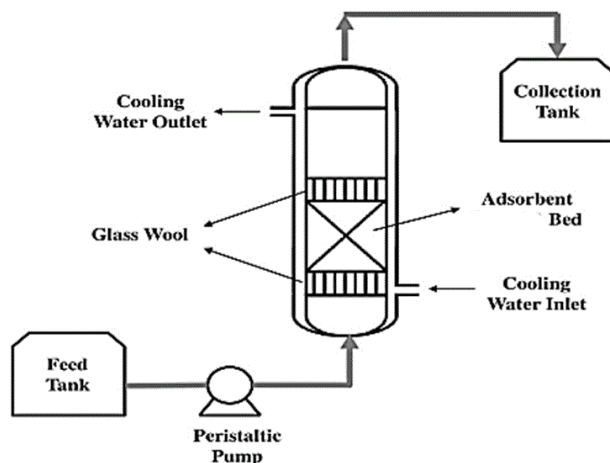 Cooling
Water Outlet
Collection
Tank
Glass Wool
Adsorbent
Bed
Cooling
Water Inlet
Feed
Tank
Peristaltic
Pump